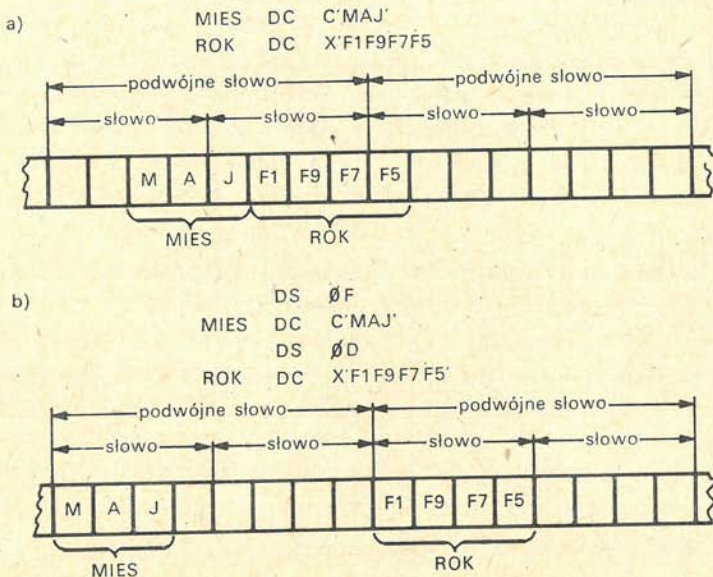 a)
MIES DC C'MAJ'
ROK DC X'F1F9F7F5
podwójne słowo podwójne słowo
słowo słowo słowo słowo
M A J F1 F9 F7 F5
MIES ROK
b)
DS ØF
MIES DC C'MAJ'
DS ØD
ROK DC X'F1F9F7F5'
podwójne słowo podwójne słowo
słowo słowo słowo słowo
M A J F1 F9 F7 F5
MIES ROK